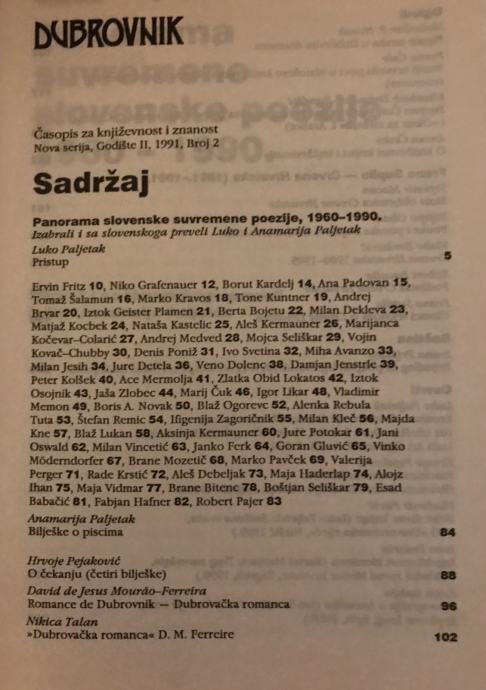 DUBROVNIK
Časopis za književnost i znanost
Nova serija, Godište II, 1991, Broj 2
Sadržaj
Panorama slovenske suvremene poezije, 1960–1990.
Izabrali i sa slovenskoga preveli Luko i Anamarija Paljetak
Luko Paljetak
Pristup 5
Ervin Fritz 10, Niko Grafenauer 12, Borut Kardelj 14, Ana Padovan 15,
Tomaž Šalamun 16, Marko Kravos 18, Tone Kuntner 19, Andrej
Brvar 20, Iztok Geister Plamen 21, Berta Bojetu 22, Milan Dekleva 23,
Matjaž Kocbek 24, Nataša Kastelic 25, Aleš Kermauner 26, Marijanca
Kočevar–Colarić 27, Andrej Medved 28, Mojca Seliškar 29, Vojin
Kovač–Chubby 30, Denis Poniž 31, Ivo Svetina 32, Miha Avanzo 33,
Milan Jesih 34, Jure Detela 36, Veno Dolenc 38, Damjan Jenstrle 39,
Peter Kolšek 40, Ace Mermolja 41, Zlatka Obid Lokatos 42, Iztok
Osojnik 43, Jaša Zlobec 44, Marij Čuk 46, Igor Likar 48, Vladimir
Memon 49, Boris A. Novak 50, Blaž Ogorevc 52, Alenka Rebula
Tuta 53, Štefan Remic 54, Ifigenija Zagoričnik 55, Milan Kleč 56, Majda
Kne 57, Blaž Lukan 58, Aksinja Kermauner 60, Jure Potokar 61, Jani
Oswald 62, Milan Vincetič 63, Janko Ferk 64, Goran Gluvić 65, Vinko
Möderndorfer 67, Brane Mozetič 68, Marko Pavček 69, Valerija
Perger 71, Rade Krstić 72, Aleš Debeljak 73, Maja Haderlap 74, Alojz
Ihan 75, Maja Vidmar 77, Brane Bitenc 78, Boštjan Seliškar 79, Esad
Babačić 81, Fabjan Hafner 82, Robert Pajer 83
Anamarija Paljetak
Bilješke o piscima 84
Hrvoje Pejaković
O čekanju (četiri bilješke) 88
David de Jesus Mourão–Ferreira
Romance de Dubrovnik — Dubrovačka romanca 96
Nikica Talan
»Dubrovačka romanca« D. M. Ferreire 102